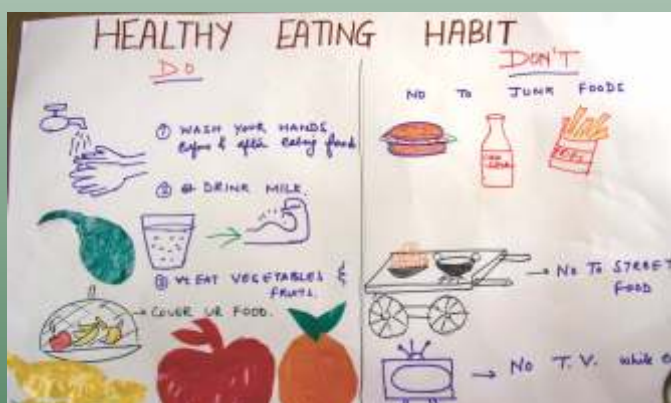 HEALTHY EATING HABIT
DO
① WASH YOUR HANDS
before & after eating food
② DRINK MILK.
③ EAT VEGETABLES &
FRUITS.
→ COVER UR FOOD.
DON'T
NO TO JUNK FOODS
→ NO TO STREET
FOOD
→ NO T.V. while